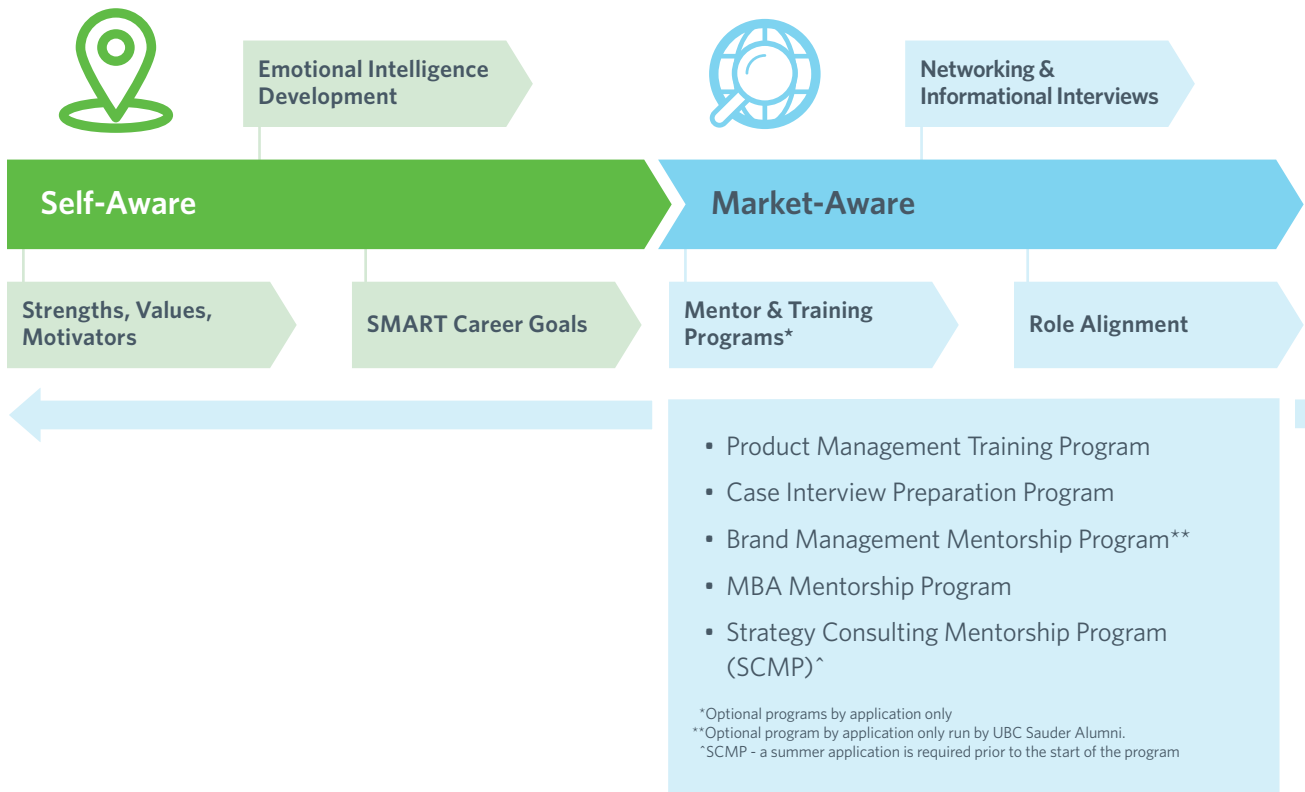 Emotional Intelligence
Development
Networking &
Informational Interviews
Self-Aware
Market-Aware
Strengths, Values,
Motivators
SMART Career Goals
Mentor & Training
Programs*
Role Alignment
• Product Management Training Program
• Case Interview Preparation Program
• Brand Management Mentorship Program**
• MBA Mentorship Program
• Strategy Consulting Mentorship Program
(SCMP)^
*Optional programs by application only
**Optional program by application only run by UBC Sauder Alumni.
^SCMP - a summer application is required prior to the start of the program